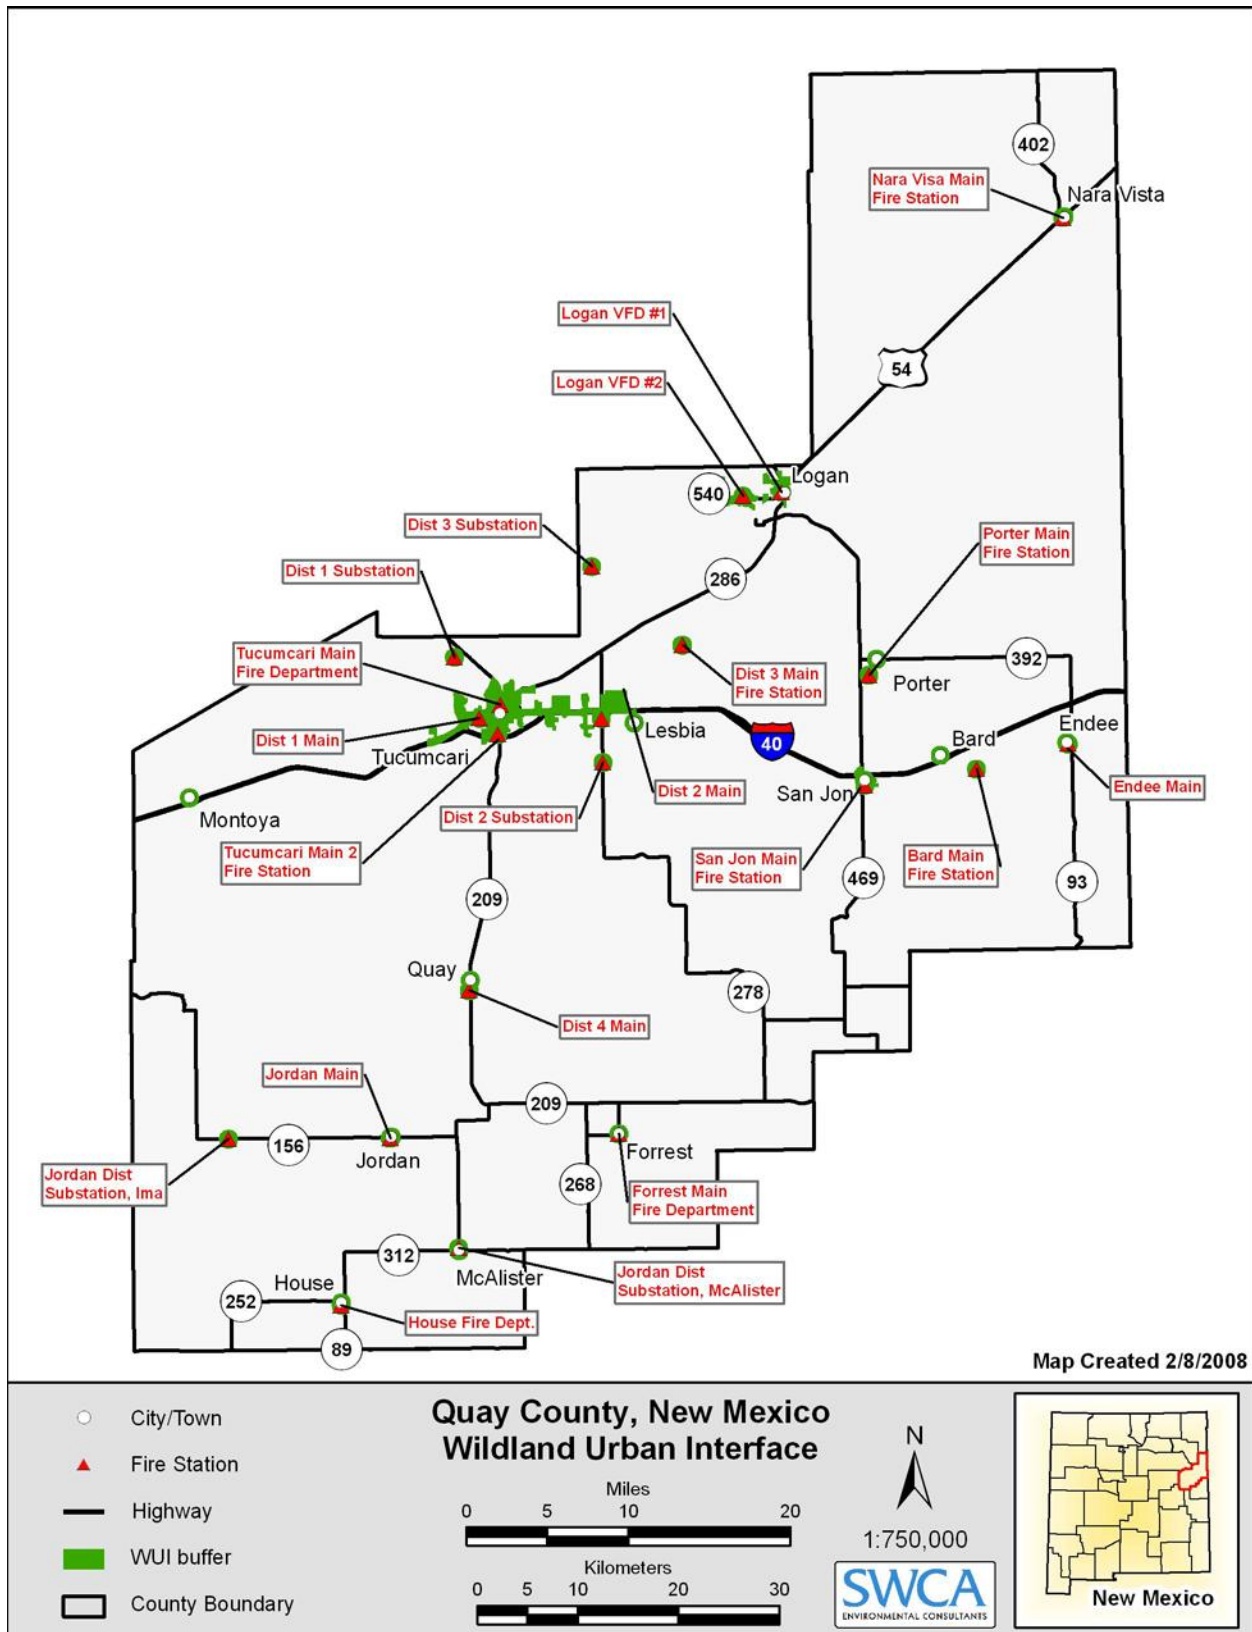 402
Nara Visa Main
Fire Station
Nara Vista
Logan VFD #1
54
Logan VFD #2
Logan
540
Dist 3 Substation
Porter Main
Fire Station
Dist 1 Substation
286
Tucumcari Main
Fire Department
392
Dist 3 Main
Fire Station
Porter
Endee
Lesbia
40
Bard
Dist 1 Main
Tucumcari
Dist 2 Main
San Jon
Endee Main
Montoya
Dist 2 Substation
Tucumcari Main 2
Fire Station
San Jon Main
Fire Station
Bard Main
Fire Station
469
93
209
Quay
278
Dist 4 Main
Jordan Main
209
156
Jordan
Forrest
Jordan Dist
Substation, Ima
268
Forrest Main
Fire Department
312
McAlister
Jordan Dist
Substation, McAlister
House
252
House Fire Dept.
89
Map Created 2/8/2008
City/Town
Fire Station
Highway
WUI buffer
County Boundary
Quay County, New Mexico
Wildland Urban Interface
Miles
0 5 10 20
Kilometers
0 5 10 20 30
N
1:750,000
SWCA
ENVIRONMENTAL CONSULTANTS
New Mexico